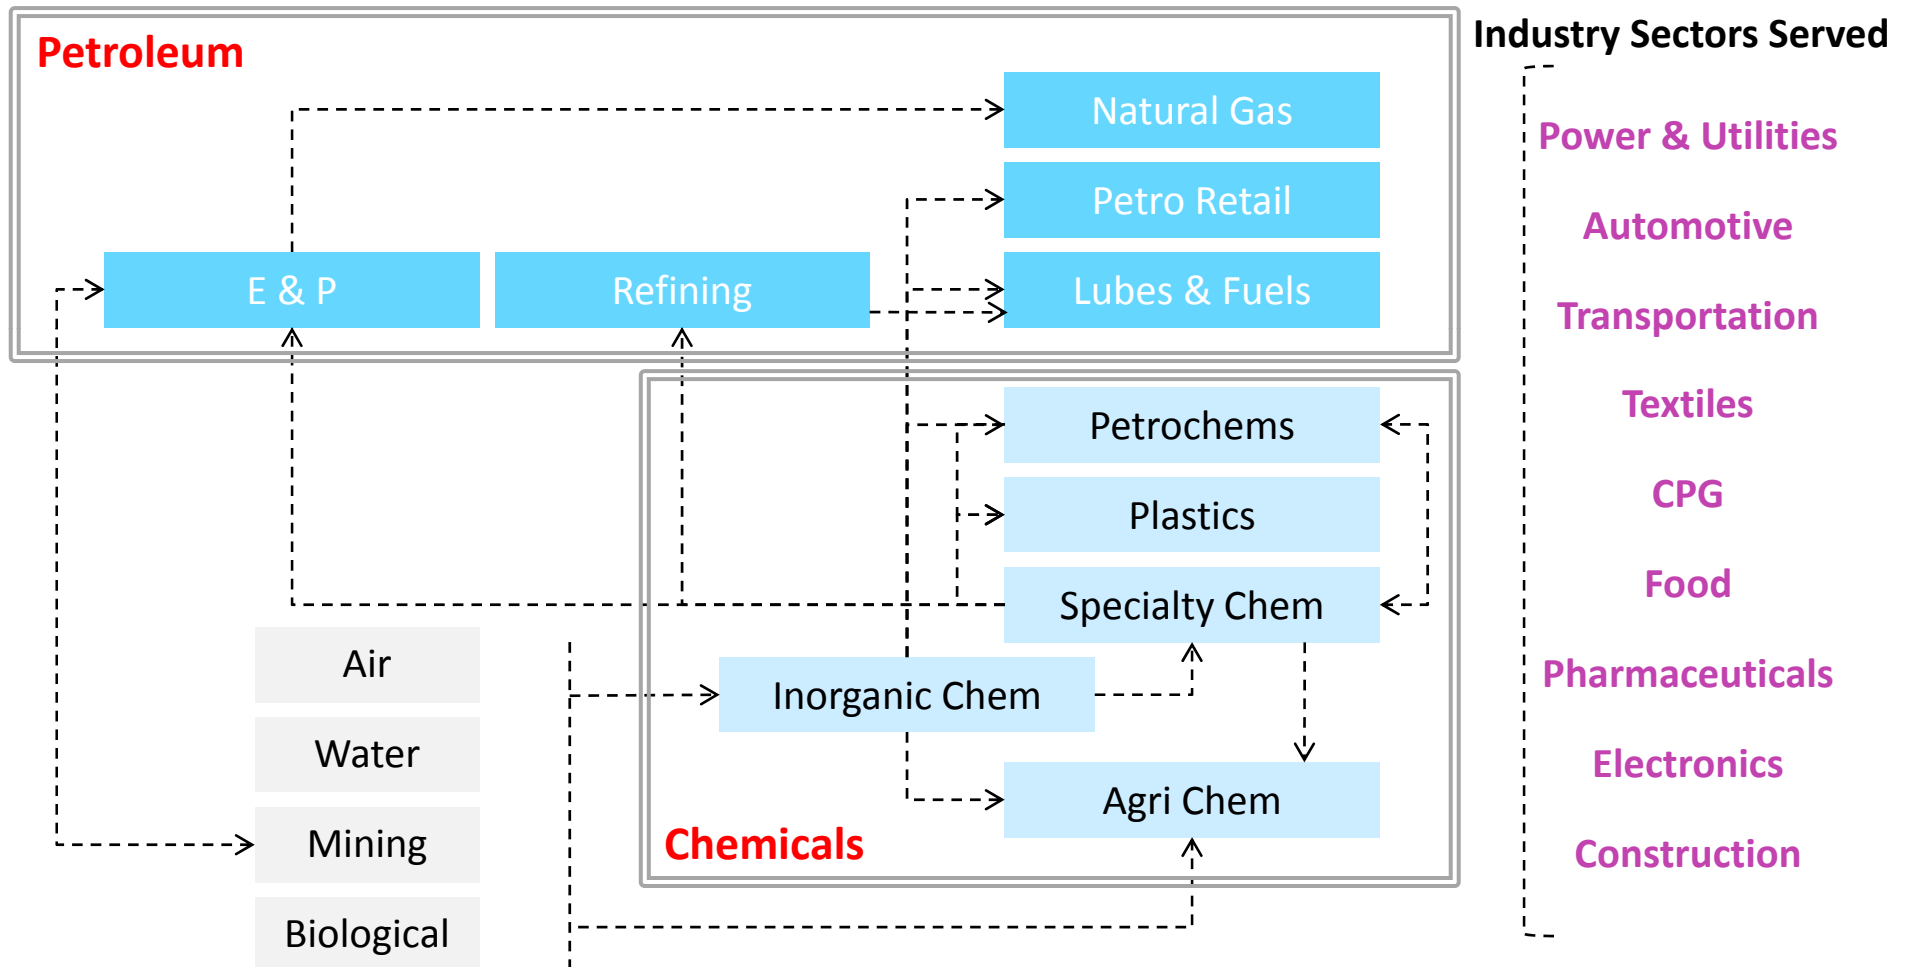 Petroleum
Natural Gas
Petro Retail
E & P
Refining
Lubes & Fuels
Petrochems
Plastics
Specialty Chem
Air
Inorganic Chem
Water
Agri Chem
Mining
Chemicals
Biological
Industry Sectors Served
Power & Utilities
Automotive
Transportation
Textiles
CPG
Food
Pharmaceuticals
Electronics
Construction